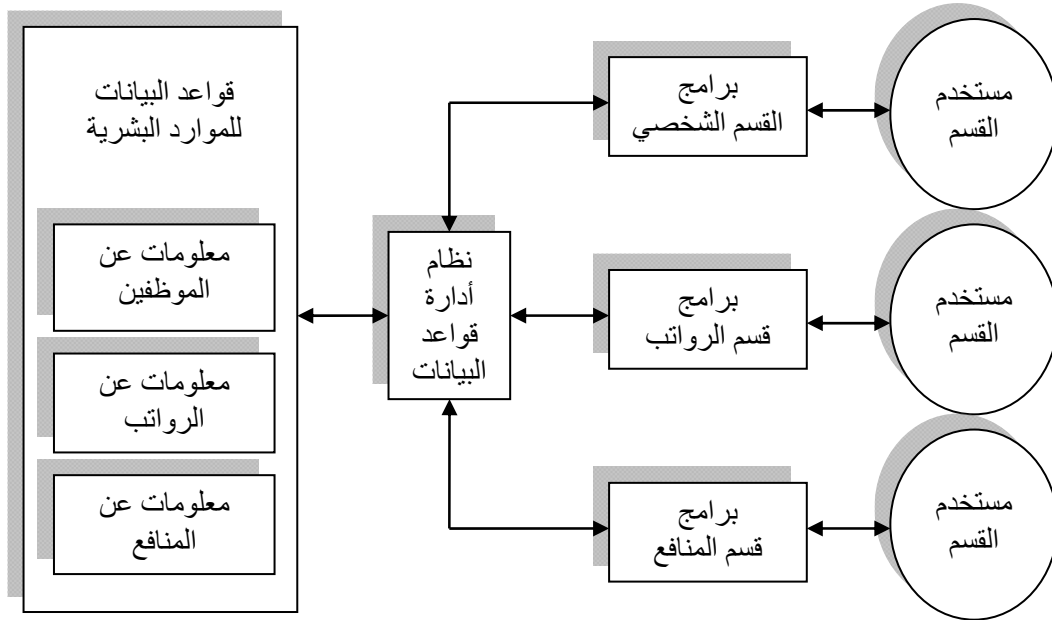 قواعد البيانات
للموارد البشرية
معلومات عن
الموظفين
معلومات عن
الرواتب
معلومات عن
المنافع
نظام
أدارة
قواعد
البيانات
برامج
القسم الشخصي
برامج
قسم الرواتب
برامج
قسم المنافع
مستخدم
القسم
مستخدم
القسم
مستخدم
القسم